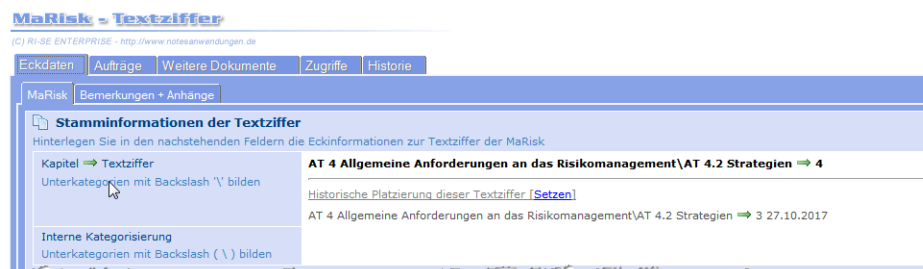 MaRisk - Textziffer
(C) RI-SE ENTERPRISE - http://www.notesanwendungen.de
Eckdaten Aufträge Weitere Dokumente Zugriffe Historie
MaRisk Bemerkungen + Anhänge
Stamminformationen der Textziffer
Hinterlegen Sie in den nachstehenden Feldern die Eckinformationen zur Textziffer der MaRisk
Kapitel ⇒ Textziffer AT 4 Allgemeine Anforderungen an das Risikomanagement\AT 4.2 Strategien ⇒ 4
Unterkategorien mit Backslash '\' bilden
Historische Platzierung dieser Textziffer [Setzen]
AT 4 Allgemeine Anforderungen an das Risikomanagement\AT 4.2 Strategien ⇒ 3 27.10.2017
Interne Kategorisierung
Unterkategorien mit Backslash ( \ ) bilden